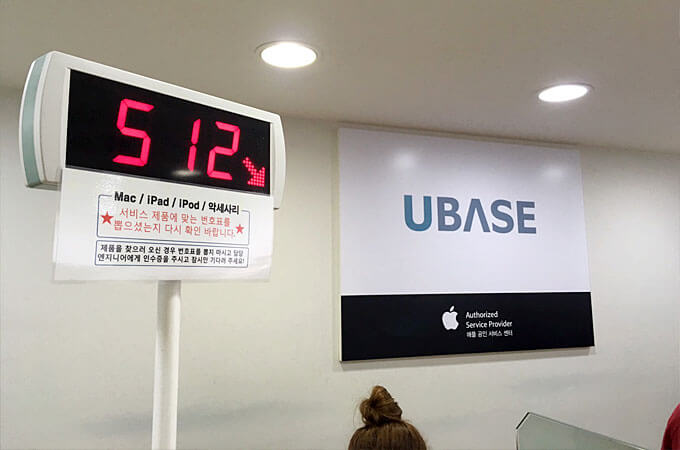 512
Mac / iPad / iPod / 악세사리
서비스 제품에 맞는 번호표를
뽑으셨는지 다시 확인 바랍니다.
제품을 찾으러 오신 경우 번호표를 뽑지 마시고 담당
엔지니어에게 인수증을 주시고 잠시만 기다려 주세요!
UBASE
Authorized
Service Provider
애플 공인 서비스 센터